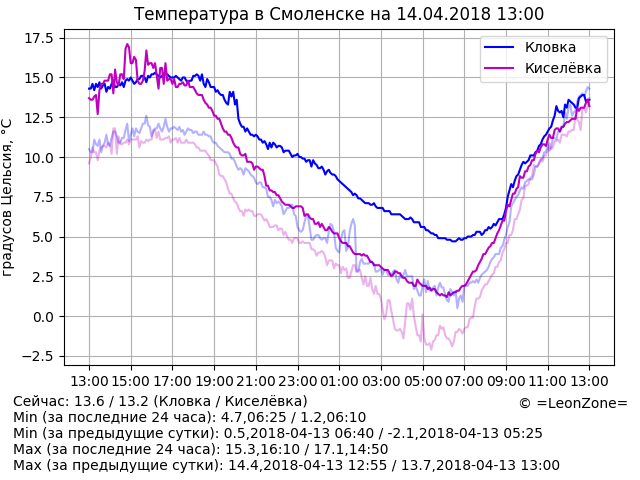 Температура в Смоленске на 14.04.2018 13:00
17.5
15.0
12.5
10.0
7.5
5.0
2.5
0.0
−2.5
градусов Цельсия, °C
Кловка
Киселёвка
13:00 15:00 17:00 19:00 21:00 23:00 01:00 03:00 05:00 07:00 09:00 11:00 13:00
Сейчас: 13.6 / 13.2 (Кловка / Киселёвка)
© =LeonZone=
Min (за последние 24 часа): 4.7,06:25 / 1.2,06:10
Min (за предыдущие сутки): 0.5,2018-04-13 06:40 / -2.1,2018-04-13 05:25
Max (за последние 24 часа): 15.3,16:10 / 17.1,14:50
Max (за предыдущие сутки): 14.4,2018-04-13 12:55 / 13.7,2018-04-13 13:00